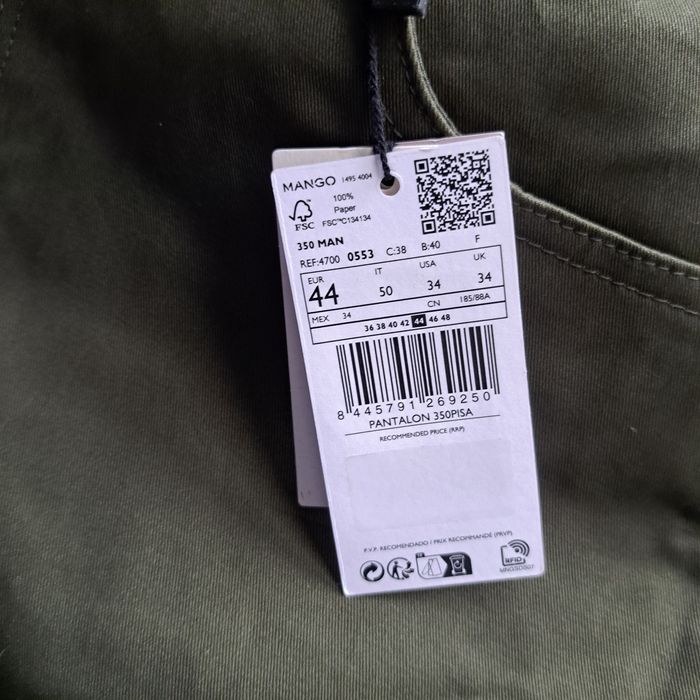 MANGO 1495 4004
100%
Paper
FSC
FSC™C134134
350 MAN
REF:4700 0553 C:38 B:40 F
EUR IT USA UK
44 50 34 34
MEX 34 CN 185/88A
36 38 40 42 44 46 48
8 445791 269250
PANTALON 350PISA
RECOMMENDED PRICE (RRP)
P.V.P. RECOMENDADO / PRIX RECOMMANDÉ (PRVP)
RFID